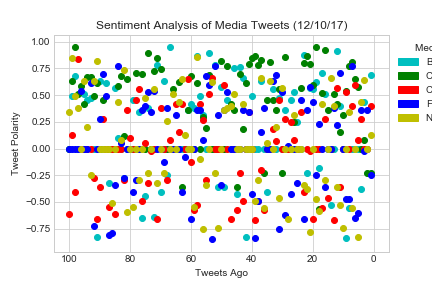 Sentiment Analysis of Media Tweets (12/10/17)
Med
B
C
C
F
N
1.00
0.75
0.50
0.25
0.00
−0.25
−0.50
−0.75
Tweet Polarity
100 80 60 40 20 0
Tweets Ago